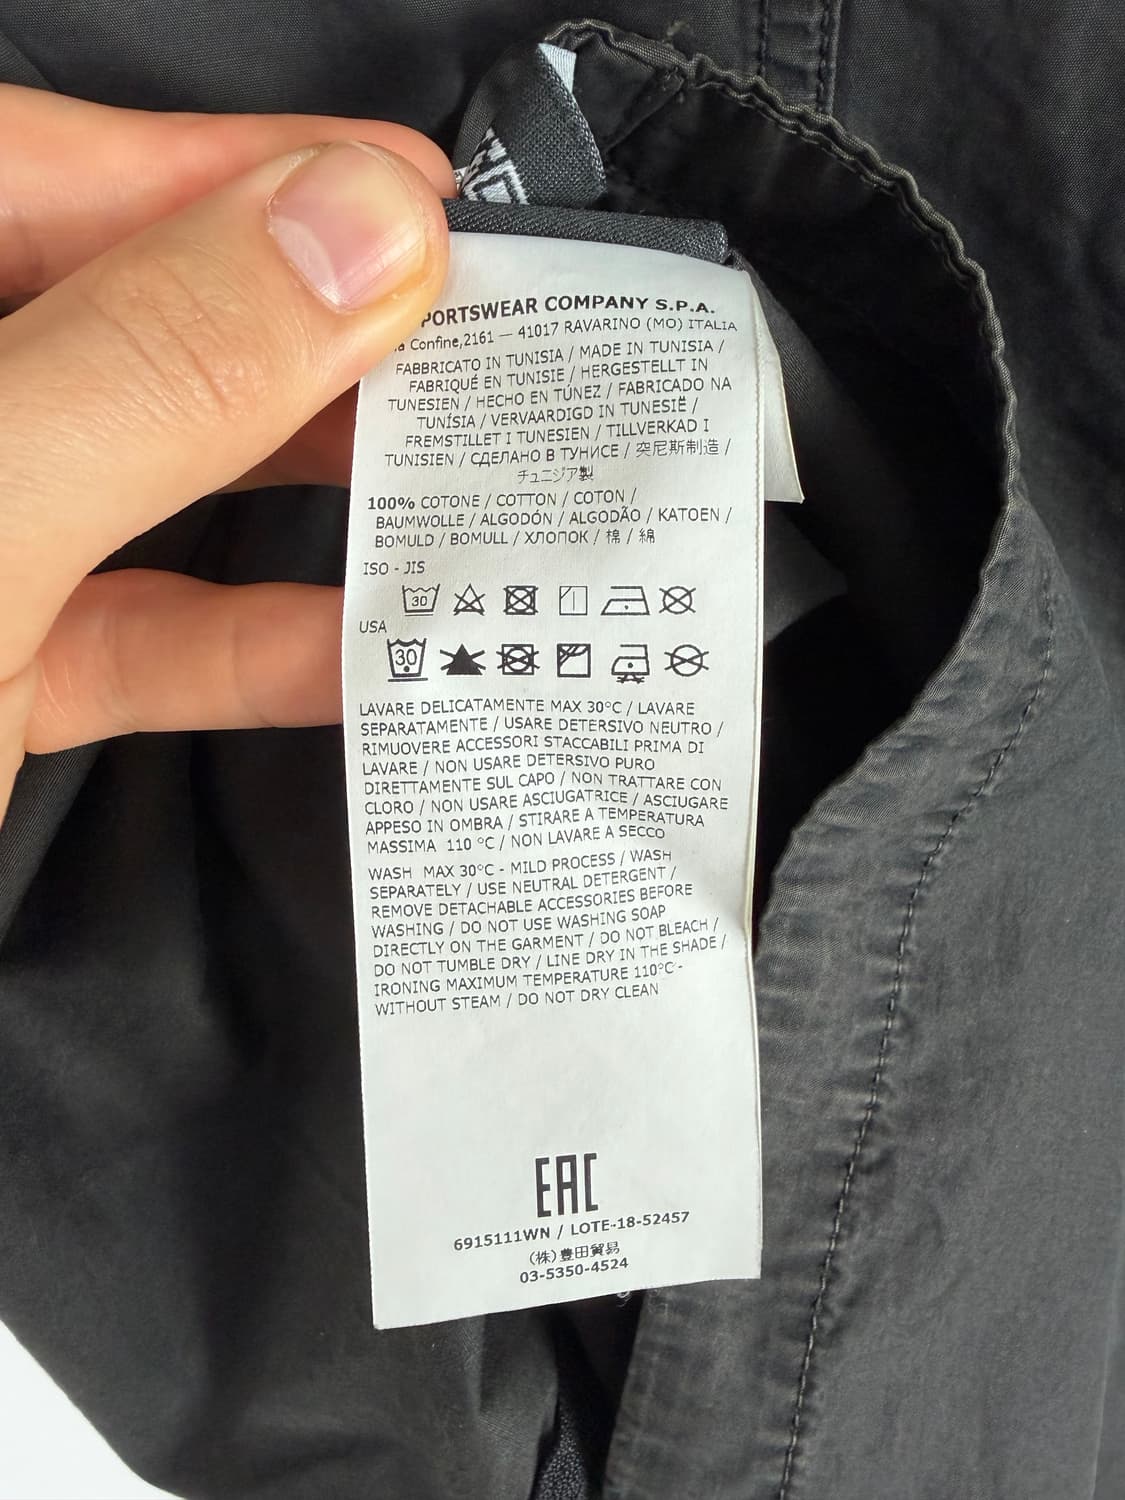 PORTSWEAR COMPANY S.P.A.
Confine,2161 — 41017 RAVARINO (MO) ITALIA
FABBRICATO IN TUNISIA / MADE IN TUNISIA /
FABRIQUÉ EN TUNISIE / HERGESTELLT IN
TUNESIEN / HECHO EN TÚNEZ / FABRICADO NA
TUNÍSIA / VERVAARDIGD IN TUNESIË /
FREMSTILLET I TUNESIEN / TILLVERKAD I
TUNISIEN / СДЕЛАНО В ТУНИСЕ / 突尼斯制造 /
チュニジア製
100% COTONE / COTTON / COTON /
BAUMWOLLE / ALGODÓN / ALGODÃO / KATOEN /
BOMULD / BOMULL / ХЛОПОК / 棉 / 綿
ISO - JIS
30
USA
30
LAVARE DELICATAMENTE MAX 30°C / LAVARE
SEPARATAMENTE / USARE DETERSIVO NEUTRO /
RIMUOVERE ACCESSORI STACCABILI PRIMA DI
LAVARE / NON USARE DETERSIVO PURO
DIRETTAMENTE SUL CAPO / NON TRATTARE CON
CLORO / NON USARE ASCIUGATRICE / ASCIUGARE
APPESO IN OMBRA / STIRARE A TEMPERATURA
MASSIMA 110 °C / NON LAVARE A SECCO
WASH MAX 30°C - MILD PROCESS / WASH
SEPARATELY / USE NEUTRAL DETERGENT /
REMOVE DETACHABLE ACCESSORIES BEFORE
WASHING / DO NOT USE WASHING SOAP
DIRECTLY ON THE GARMENT / DO NOT BLEACH /
DO NOT TUMBLE DRY / LINE DRY IN THE SHADE /
IRONING MAXIMUM TEMPERATURE 110°C -
WITHOUT STEAM / DO NOT DRY CLEAN
EAC
6915111WN / LOTE-18-52457
(株)豊田貿易
03-5350-4524